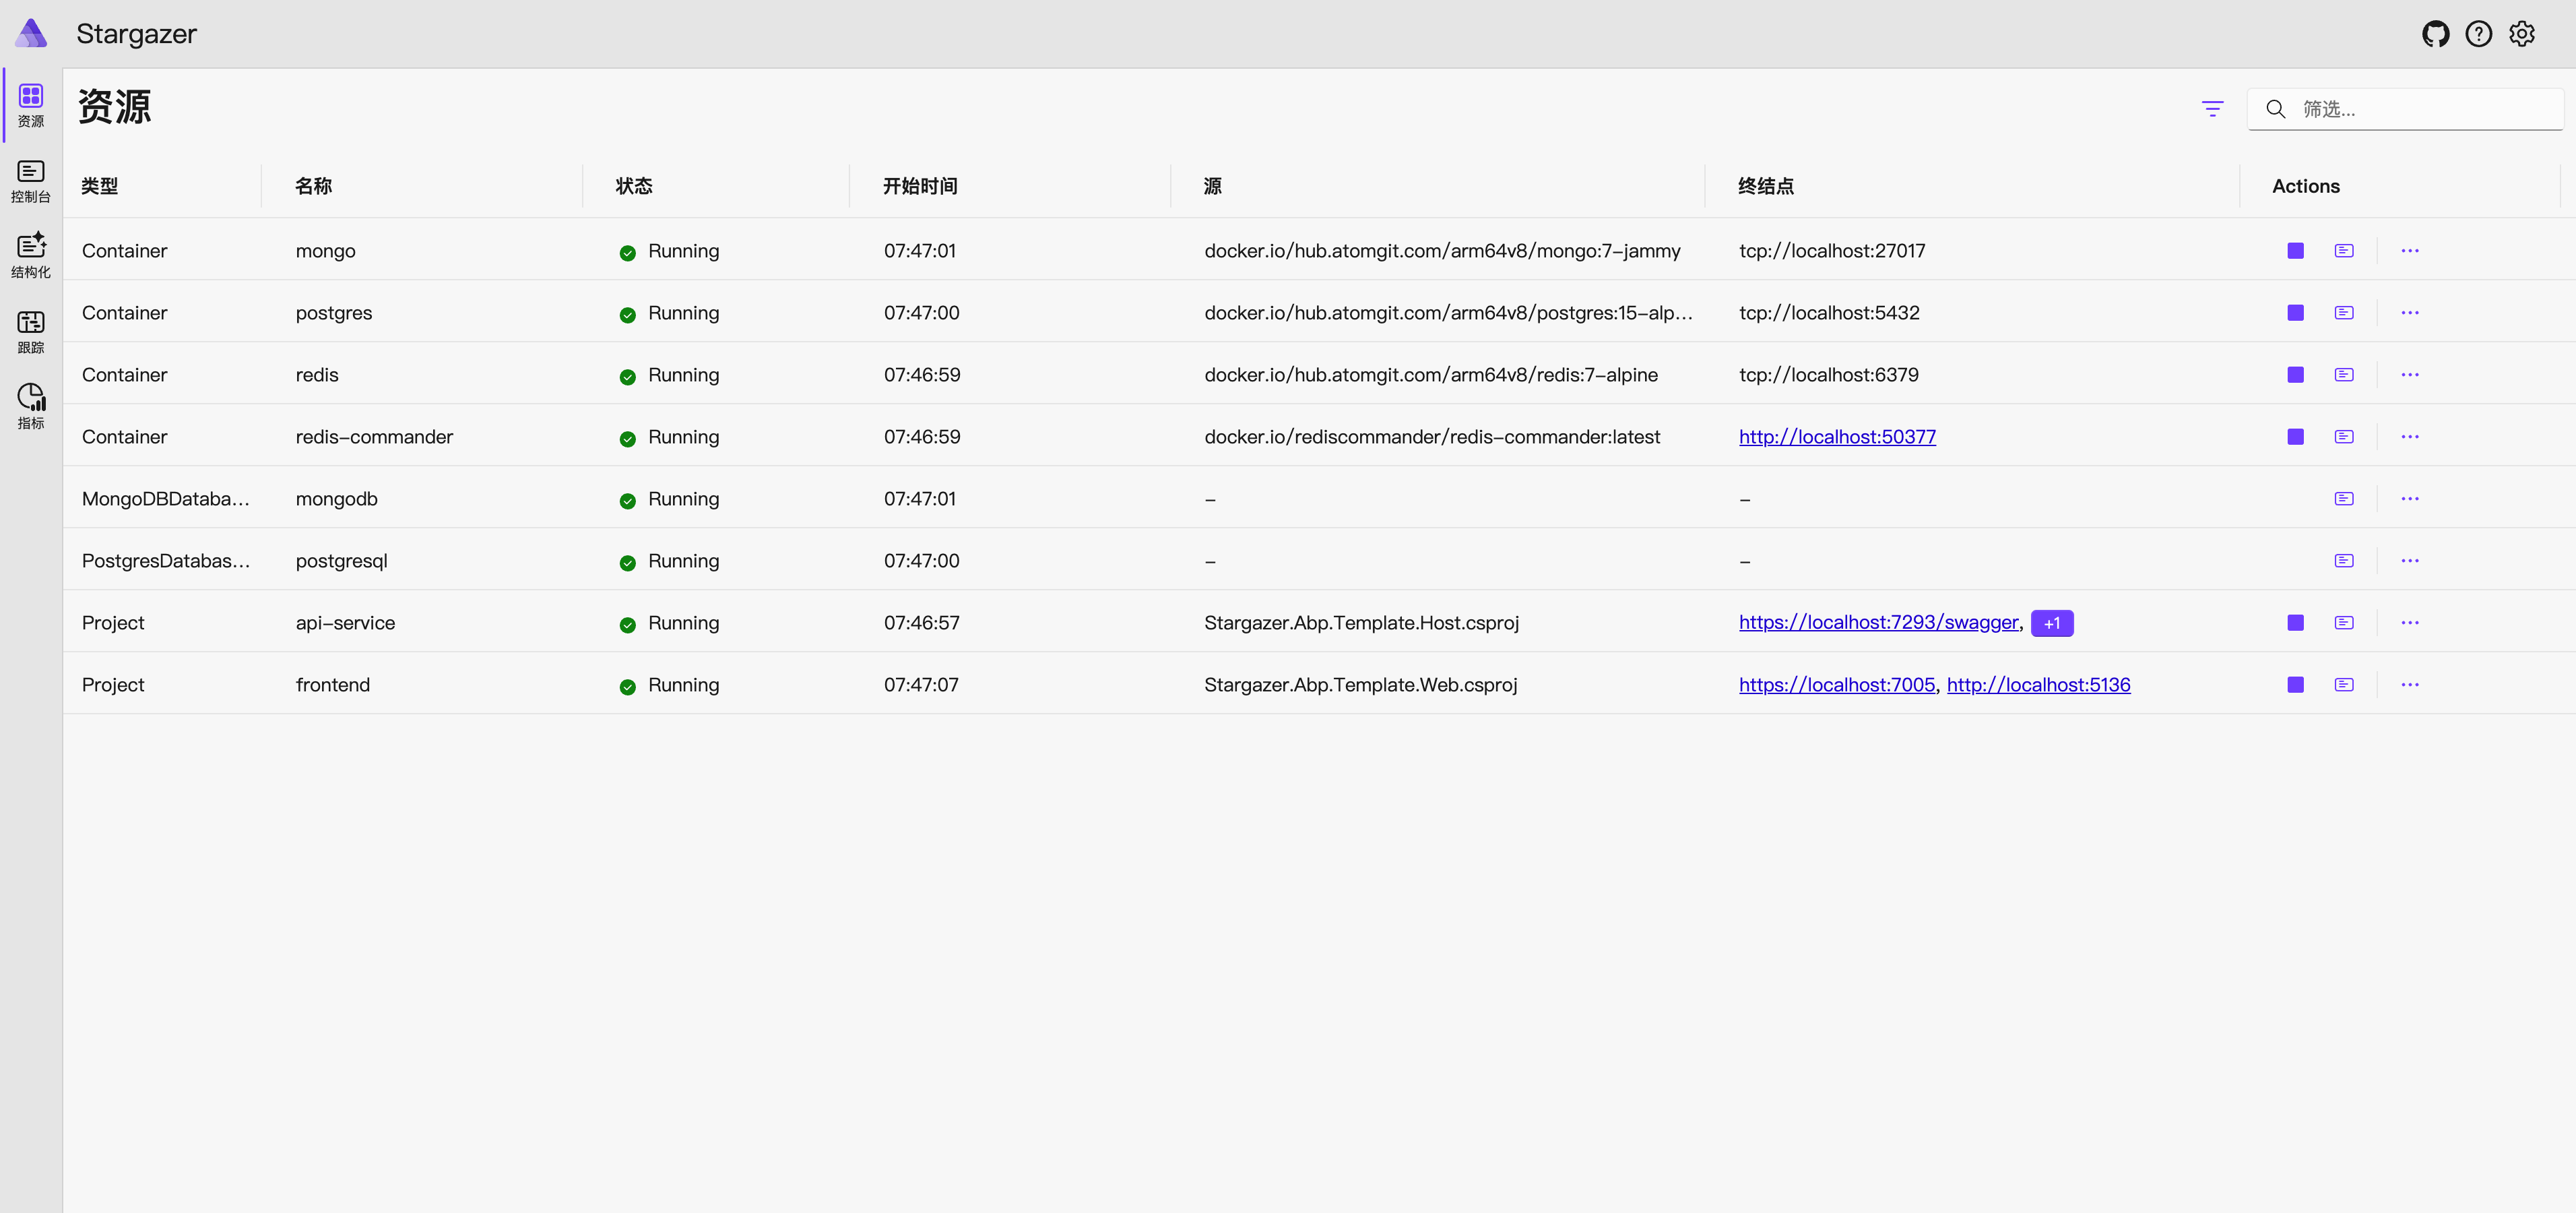 Stargazer
资源
控制台
结构化
跟踪
指标
资源
筛选...
类型 名称 状态 开始时间 源 终结点 Actions
Container mongo Running 07:47:01 docker.io/hub.atomgit.com/arm64v8/mongo:7-jammy tcp://localhost:27017
Container postgres Running 07:47:00 docker.io/hub.atomgit.com/arm64v8/postgres:15-alp... tcp://localhost:5432
Container redis Running 07:46:59 docker.io/hub.atomgit.com/arm64v8/redis:7-alpine tcp://localhost:6379
Container redis-commander Running 07:46:59 docker.io/rediscommander/redis-commander:latest http://localhost:50377
MongoDBDataba... mongodb Running 07:47:01 - -
PostgresDatabas... postgresql Running 07:47:00 - -
Project api-service Running 07:46:57 Stargazer.Abp.Template.Host.csproj https://localhost:7293/swagger, +1
Project frontend Running 07:47:07 Stargazer.Abp.Template.Web.csproj https://localhost:7005, http://localhost:5136